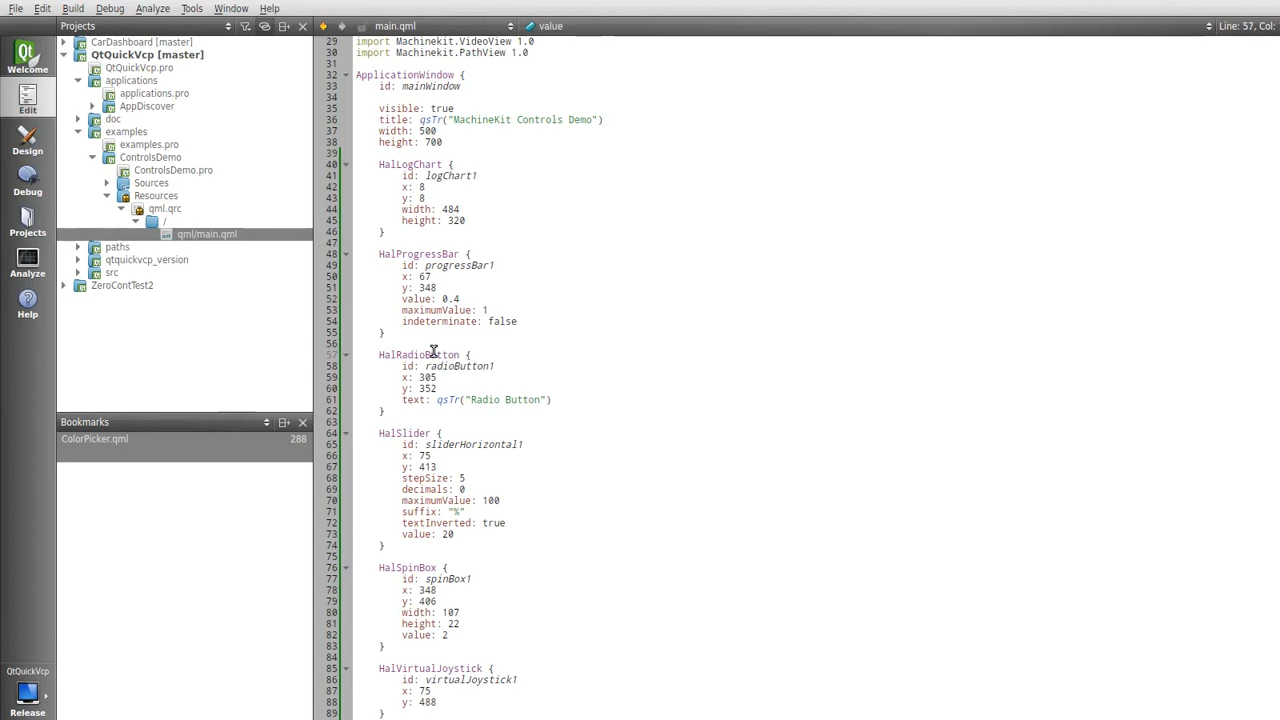 File Edit Build Debug Analyze Tools Window Help
Projects main.qml value Line: 57, Col:
Welcome
Edit
Design
Debug
Projects
Analyze
Help
QtQuickVcp
Release
CarDashboard [master]
QtQuickVcp [master]
QtQuickVcp.pro
applications
applications.pro
AppDiscover
doc
examples
examples.pro
ControlsDemo
ControlsDemo.pro
Sources
Resources
qml.qrc
/
qml/main.qml
paths
qtquickvcp_version
src
ZeroContTest2
Bookmarks
ColorPicker.qml 288
29 import Machinekit.VideoView 1.0
30 import Machinekit.PathView 1.0
31
32 ApplicationWindow {
33 id: mainWindow
34
35 visible: true
36 title: qsTr("MachineKit Controls Demo")
37 width: 500
38 height: 700
39
40 HalLogChart {
41 id: logChart1
42 x: 8
43 y: 8
44 width: 484
45 height: 320
46 }
47
48 HalProgressBar {
49 id: progressBar1
50 x: 67
51 y: 348
52 value: 0.4
53 maximumValue: 1
54 indeterminate: false
55 }
56
57 HalRadioButton {
58 id: radioButton1
59 x: 305
60 y: 352
61 text: qsTr("Radio Button")
62 }
63
64 HalSlider {
65 id: sliderHorizontal1
66 x: 75
67 y: 413
68 stepSize: 5
69 decimals: 0
70 maximumValue: 100
71 suffix: "%"
72 textInverted: true
73 value: 20
74 }
75
76 HalSpinBox {
77 id: spinBox1
78 x: 348
79 y: 406
80 width: 107
81 height: 22
82 value: 2
83 }
84
85 HalVirtualJoystick {
86 id: virtualJoystick1
87 x: 75
88 y: 488
89 }